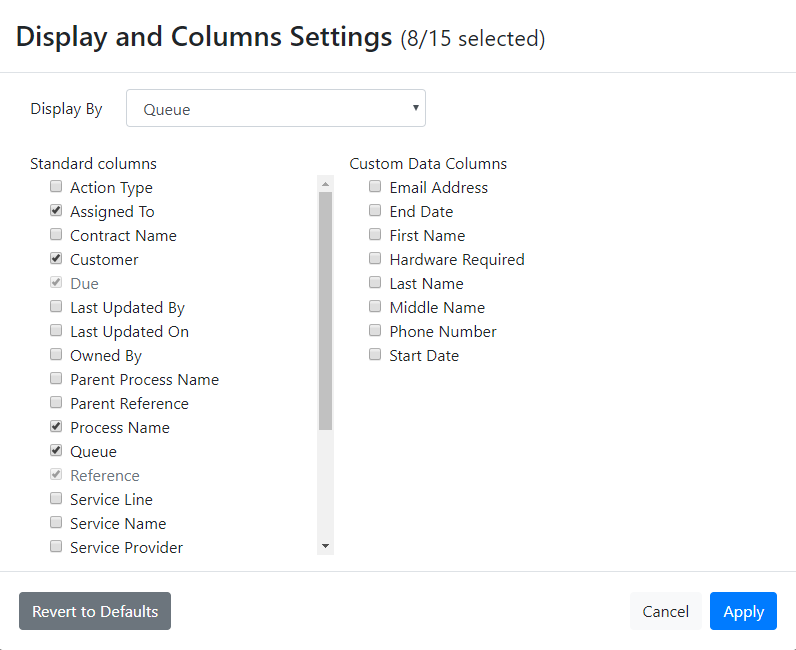 Display and Columns Settings (8/15 selected)
Display By Queue
Standard columns
Action Type
Assigned To
Contract Name
Customer
Due
Last Updated By
Last Updated On
Owned By
Parent Process Name
Parent Reference
Process Name
Queue
Reference
Service Line
Service Name
Service Provider
Custom Data Columns
Email Address
End Date
First Name
Hardware Required
Last Name
Middle Name
Phone Number
Start Date
Revert to Defaults
Cancel
Apply